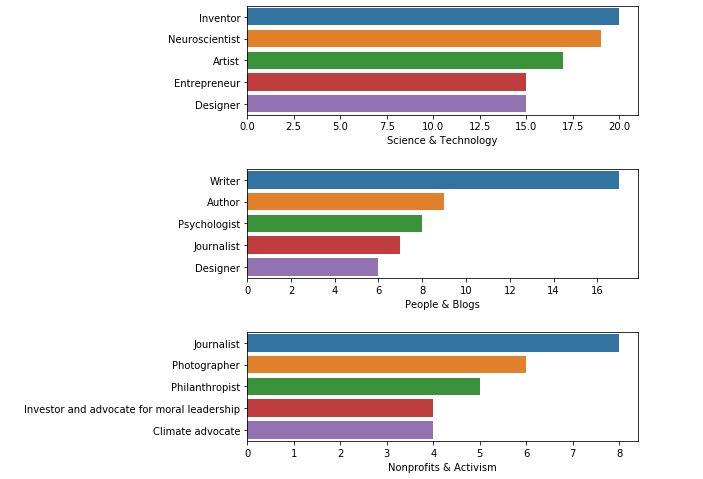 Inventor
Neuroscientist
Artist
Entrepreneur
Designer
0.0 2.5 5.0 7.5 10.0 12.5 15.0 17.5 20.0
Science & Technology
Writer
Author
Psychologist
Journalist
Designer
0 2 4 6 8 10 12 14 16
People & Blogs
Journalist
Photographer
Philanthropist
Investor and advocate for moral leadership
Climate advocate
0 1 2 3 4 5 6 7 8
Nonprofits & Activism